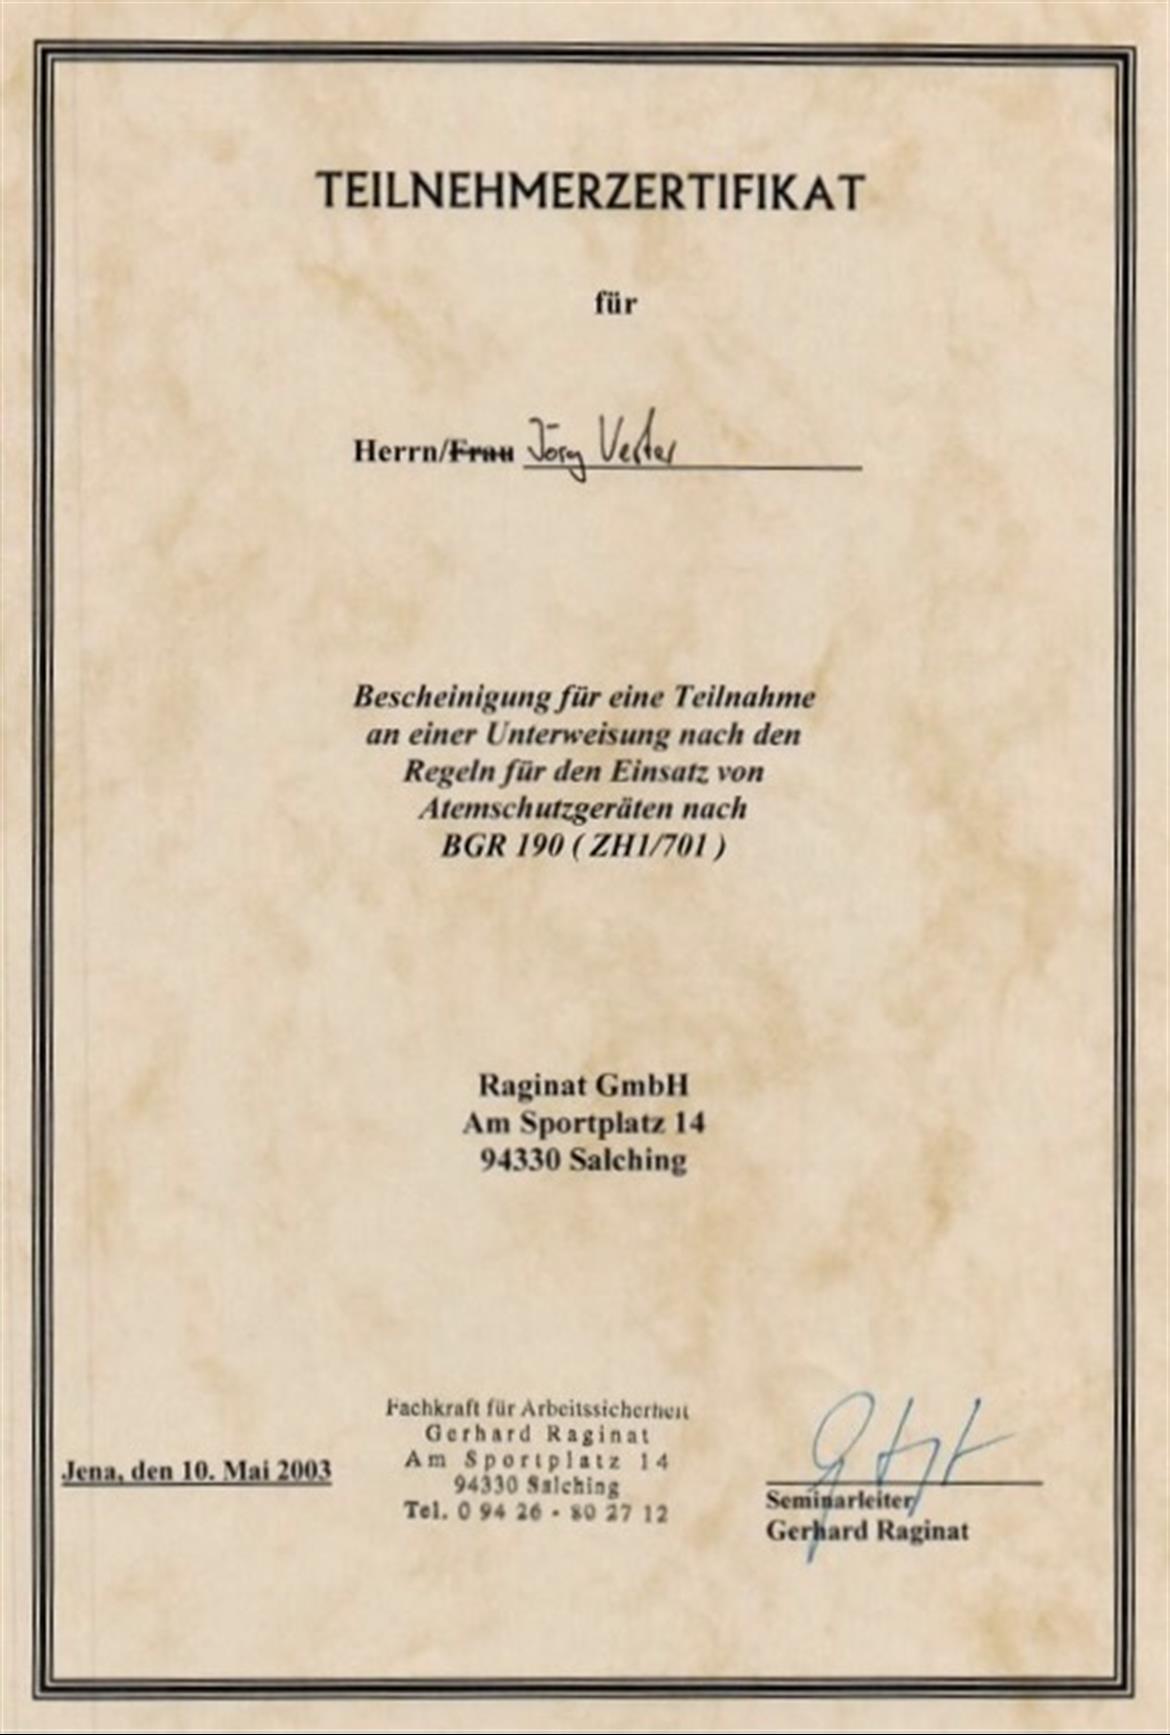 TEILNEHMERZERTIFIKAT
für
Herrn/Frau Jörg Vester
Bescheinigung für eine Teilnahme
an einer Unterweisung nach den
Regeln für den Einsatz von
Atemschutzgeräten nach
BGR 190 ( ZH1/701 )
Raginat GmbH
Am Sportplatz 14
94330 Salching
Fachkraft für Arbeitssicherheit
Gerhard Raginat
Am Sportplatz 14
94330 Salching
Tel. 0 94 26 - 80 27 12
Jena, den 10. Mai 2003
Seminarleiter
Gerhard Raginat